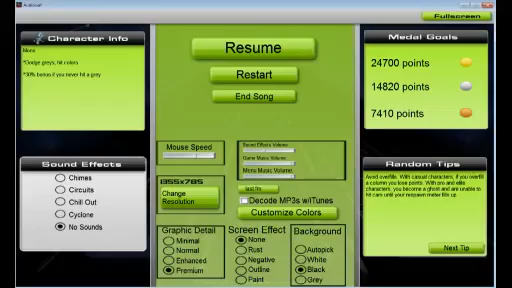 Audiosurf
Fullscreen
Character Info
Mono
*Dodge greys, hit colors
*30% bonus if you never hit a grey
Resume
Restart
End Song
Medal Goals
24700 points
14820 points
7410 points
Sound Effects
Chimes
Circuits
Chill Out
Cyclone
No Sounds
Mouse Speed
1355x785
Change
Resolution
Sound Effects Volume
Game Music Volume
Menu Music Volume
last.fm
Decode MP3s w/iTunes
Customize Colors
Random Tips
Avoid overfills. With casual characters, if you overfill
a column you lose points. With pro and elite
characters, you become a ghost and are unable to
hit cars until your respawn meter fills up.
Next Tip
Graphic Detail
Minimal
Normal
Enhanced
Premium
Screen Effect
None
Rust
Negative
Outline
Paint
Background
Autopick
White
Black
Grey